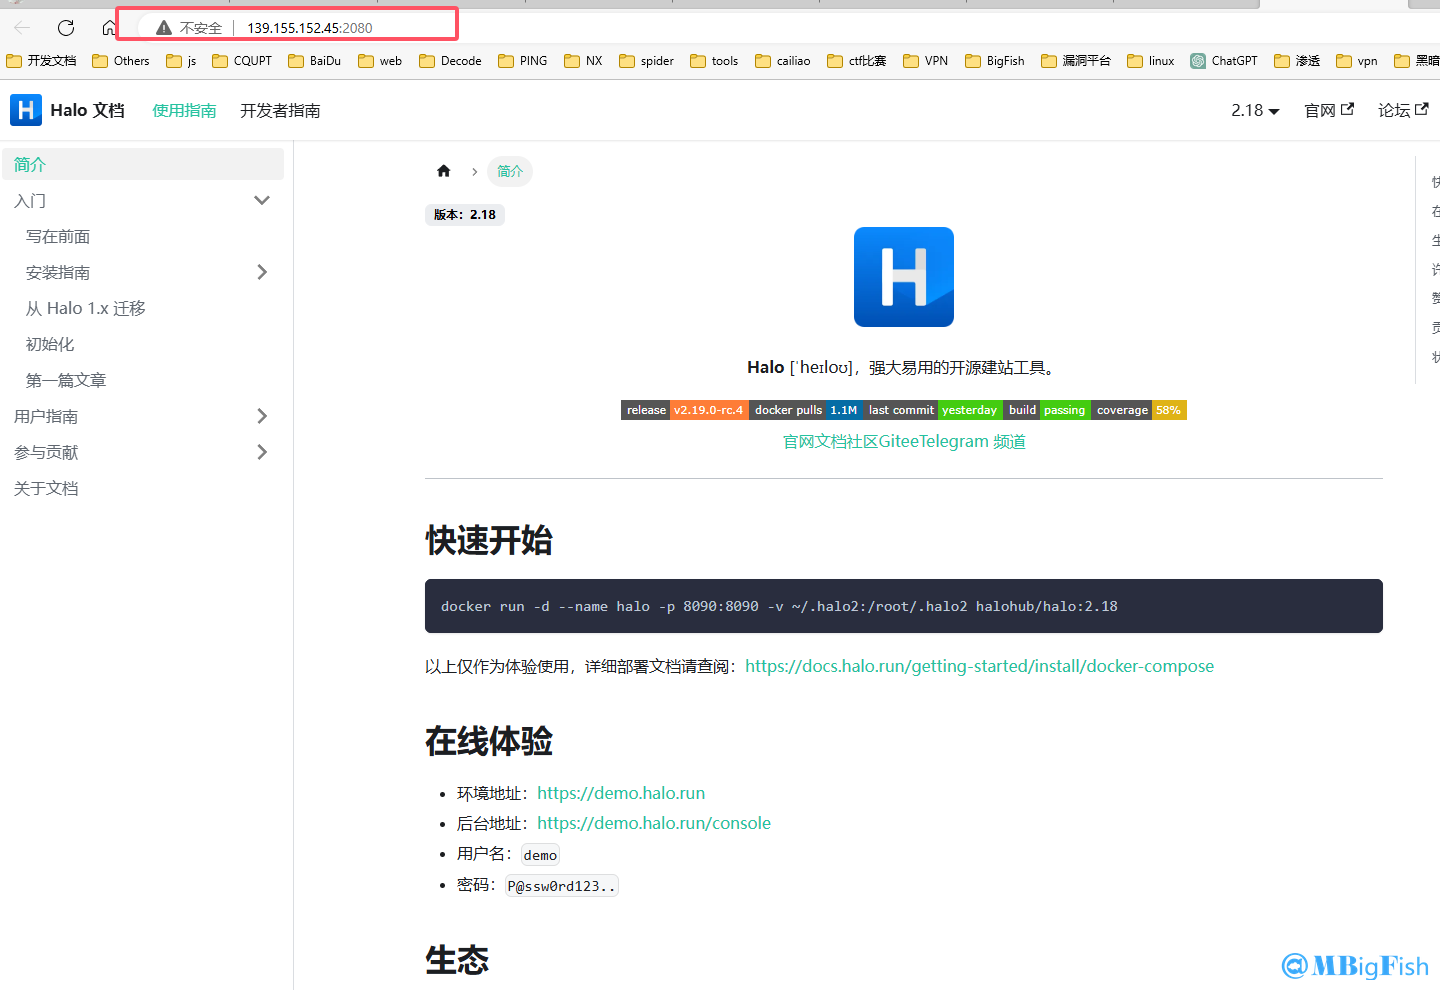 不安全 139.155.152.45:2080
开发文档 Others js CQUPT BaiDu web Decode PING NX spider tools cailiao ctf比赛 VPN BigFish 漏洞平台 linux ChatGPT 渗透 vpn 黑暗
H Halo 文档 使用指南 开发者指南 2.18 官网 论坛
简介
入门
写在前面
安装指南
从 Halo 1.x 迁移
初始化
第一篇文章
用户指南
参与贡献
关于文档
简介
版本：2.18
H
Halo [ˈheɪloʊ]，强大易用的开源建站工具。
release v2.19.0-rc.4 docker pulls 1.1M last commit yesterday build passing coverage 58%
官网文档社区GiteeTelegram 频道
快速开始
docker run -d --name halo -p 8090:8090 -v ~/.halo2:/root/.halo2 halohub/halo:2.18
以上仅作为体验使用，详细部署文档请查阅：https://docs.halo.run/getting-started/install/docker-compose
在线体验
环境地址：https://demo.halo.run
后台地址：https://demo.halo.run/console
用户名：demo
密码：P@ssw0rd123..
生态
@MBigFish